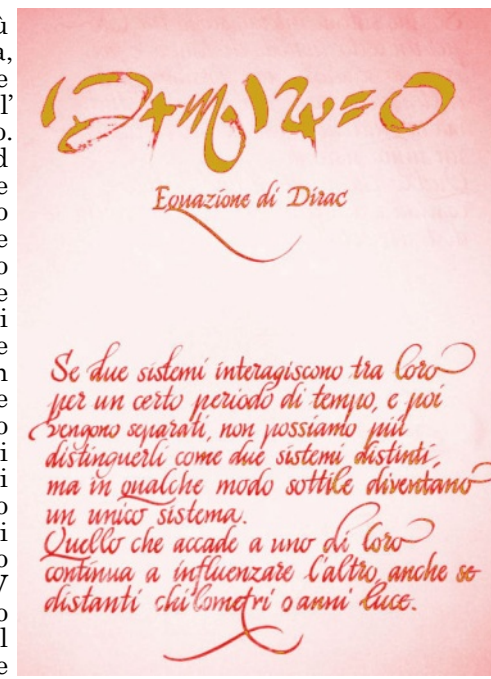 (∂+m)ψ=0
Equazione di Dirac
Se due sistemi interagiscono tra loro
per un certo periodo di tempo, e poi
vengono separati, non possiamo più
distinguerli come due sistemi distinti,
ma in qualche modo sottile diventano
un unico sistema.
Quello che accade a uno di loro
continua a influenzare l'altro, anche se
distanti chilometri o anni luce.